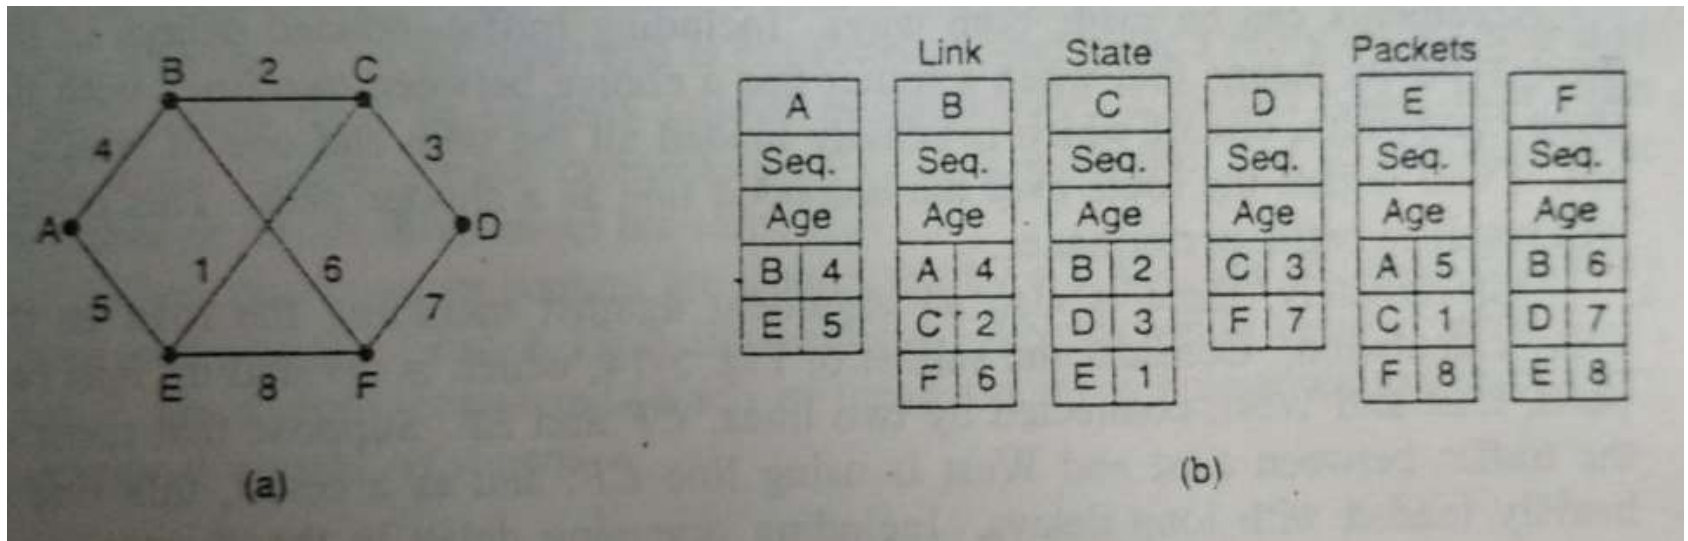 Link State Packets
B 2 C
A B C D E F
4 3
Seq. Seq. Seq. Seq. Seq. Seq.
A D
Age Age Age Age Age Age
1 6
B 4 A 4 B 2 C 3 A 5 B 6
5 7
E 5 C 2 D 3 F 7 C 1 D 7
E 8 F
F 6 E 1 F 8 E 8
(a) (b)